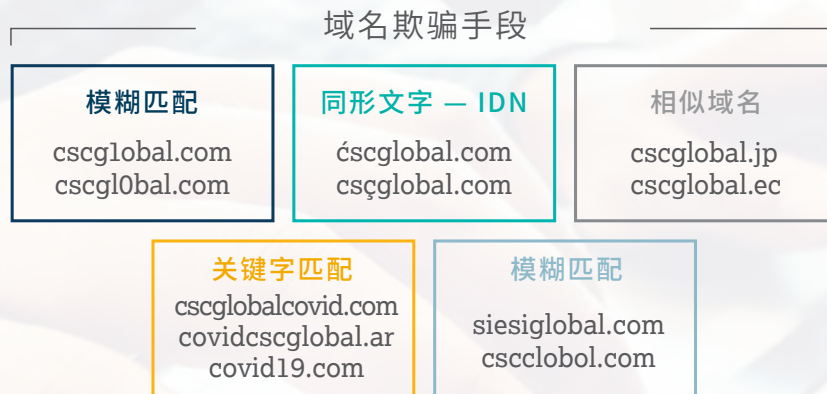 域名欺骗手段
模糊匹配
cscg1obal.com
cscgl0bal.com
同形文字 — IDN
ćscglobal.com
csçglobal.com
相似域名
cscglobal.jp
cscglobal.ec
关键字匹配
cscglobalcovid.com
covidcscglobal.ar
covid19.com
模糊匹配
siesiglobal.com
cscclobol.com